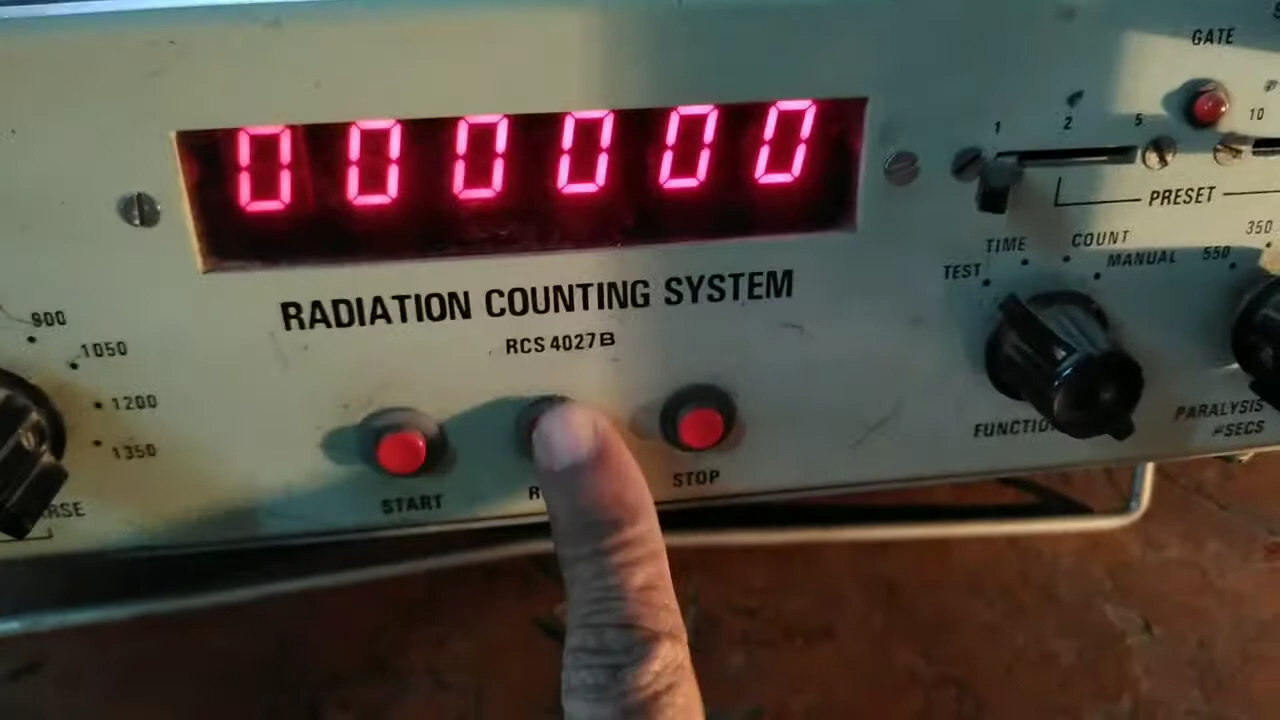 GATE
000000
1 2 5 10
PRESET
TIME COUNT 350
TEST MANUAL 550
RADIATION COUNTING SYSTEM
RCS 4027B
900
1050
1200
1350
START
STOP
FUNCTIO
PARALYSIS
µSECS